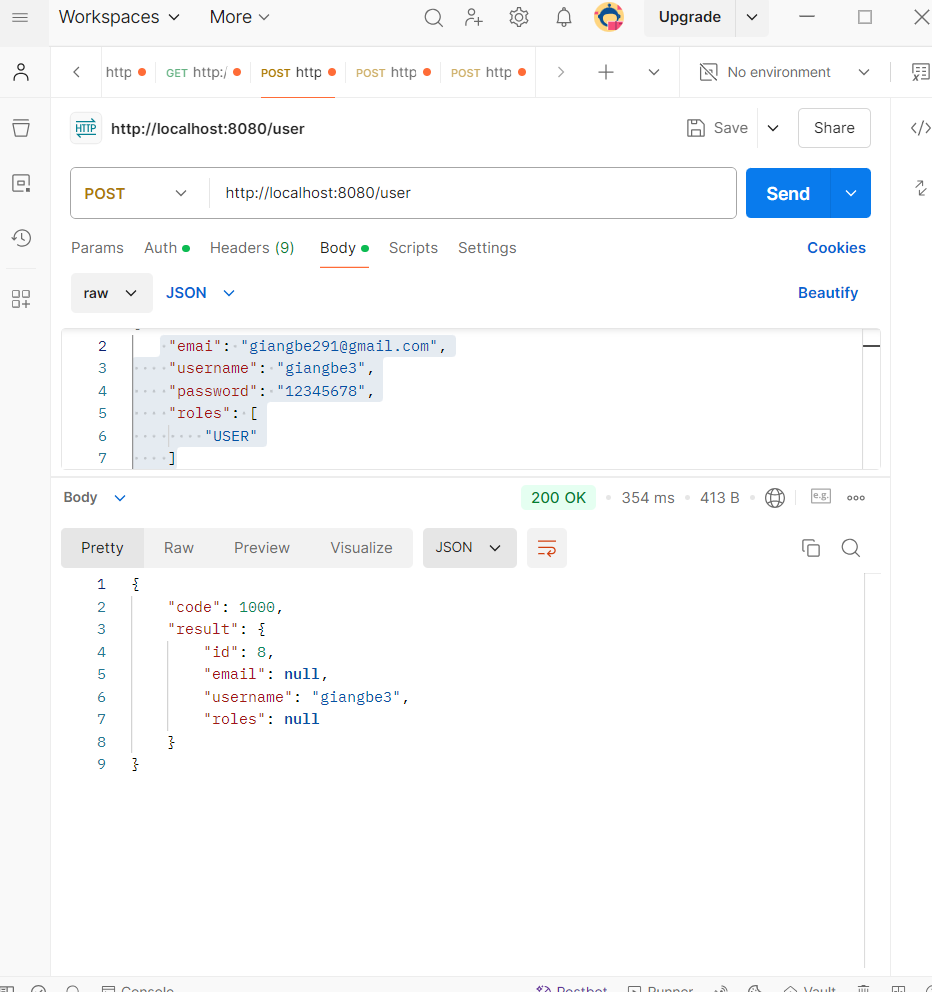 Workspaces More Upgrade
http GET http:/ POST http POST http POST http No environment
HTTP http://localhost:8080/user Save Share
POST http://localhost:8080/user Send
Params Auth Headers (9) Body Scripts Settings Cookies
raw JSON Beautify
2 "emai": "giangbe291@gmail.com",
3 "username": "giangbe3",
4 "password": "12345678",
5 "roles": [
6 "USER"
7 ]
Body 200 OK 354 ms 413 B e.g.
Pretty Raw Preview Visualize JSON
1 {
2 "code": 1000,
3 "result": {
4 "id": 8,
5 "email": null,
6 "username": "giangbe3",
7 "roles": null
8 }
9 }
Console Postbot Runner Vault